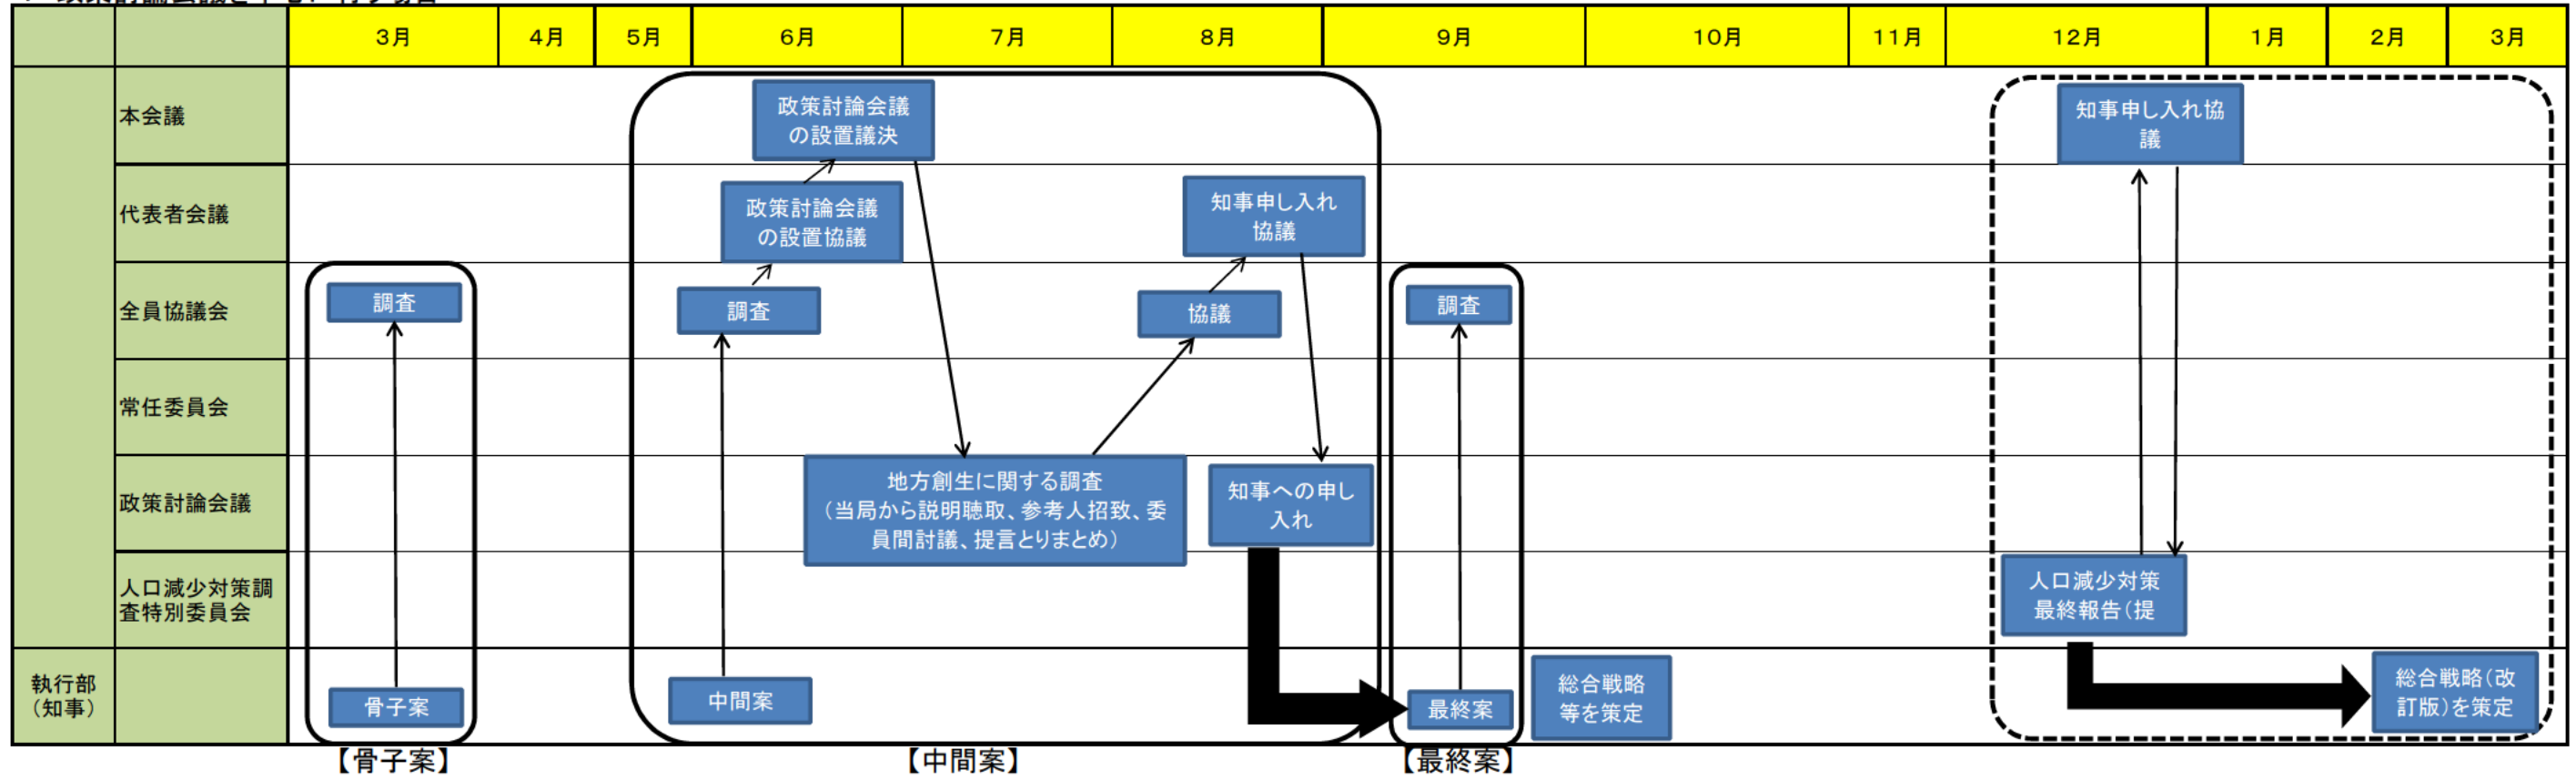 3月 4月 5月 6月 7月 8月 9月 10月 11月 12月 1月 2月 3月
本会議
政策討論会議
の設置議決
知事申し入れ協
議
代表者会議
政策討論会議
の設置協議
知事申し入れ
協議
全員協議会
調査
調査
協議
調査
常任委員会
政策討論会議
地方創生に関する調査
（当局から説明聴取、参考人招致、委
員間討議、提言とりまとめ）
知事への申し
入れ
人口減少対策調
査特別委員会
人口減少対策
最終報告（提
執行部
（知事）
骨子案
中間案
最終案
総合戦略
等を策定
総合戦略（改
訂版）を策定
【骨子案】
【中間案】
【最終案】